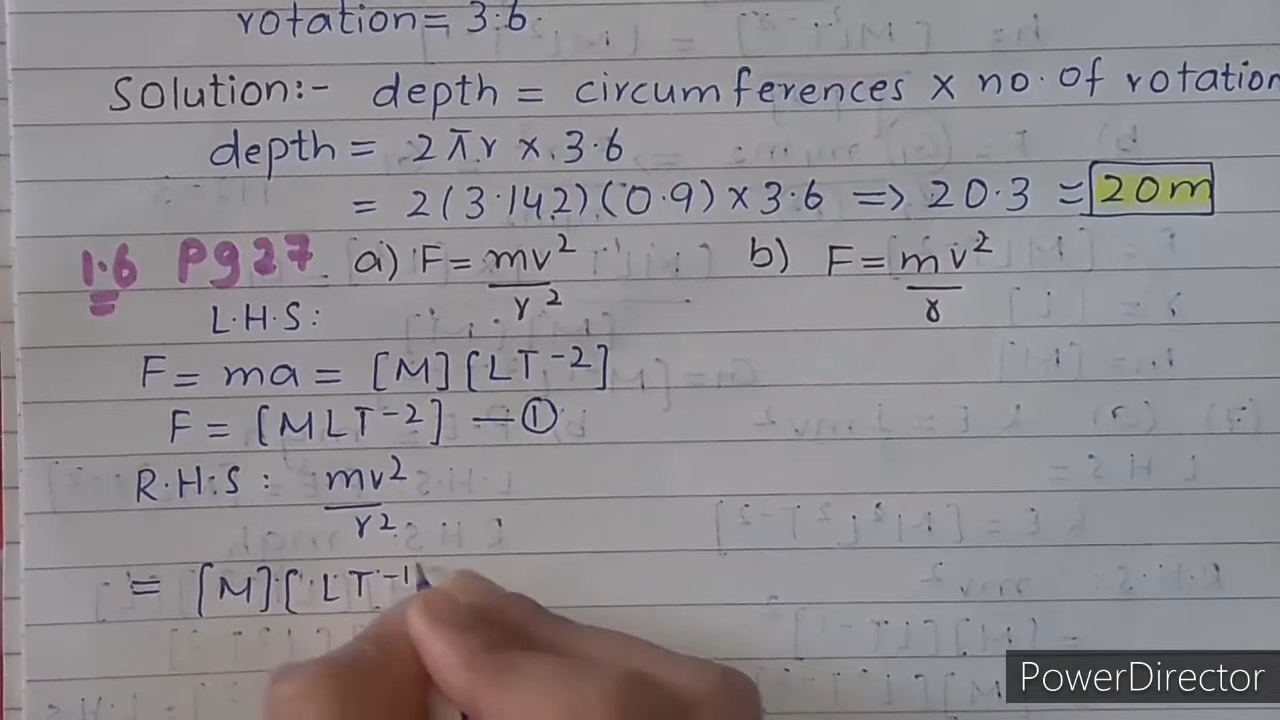 rotation = 3.6.
Solution:- depth = circumferences × no. of rotation
depth = 2πr × 3.6
= 2(3.142)(0.9) × 3.6 => 20.3 = 20m
1.6 Pg 27. a) F = mv²/r² b) F = mv²/r
L.H.S:
F = ma = [M][LT⁻²]
F = [MLT⁻²] — ①
R.H.S: mv²/r²
= [M][LT⁻¹
PowerDirector